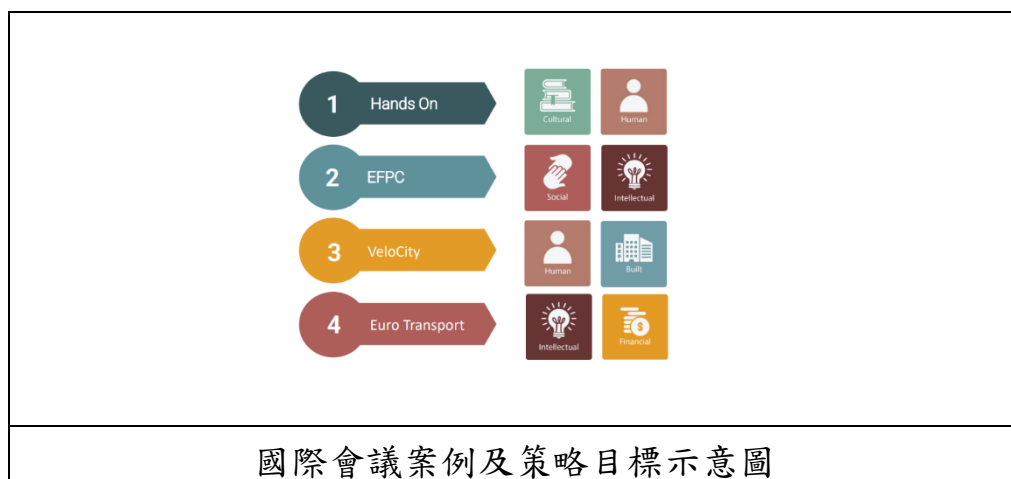 1 Hands On
Cultural Human
2 EFPC
Social Intellectual
3 VeloCity
Human Built
4 Euro Transport
Intellectual Financial
$
國際會議案例及策略目標示意圖